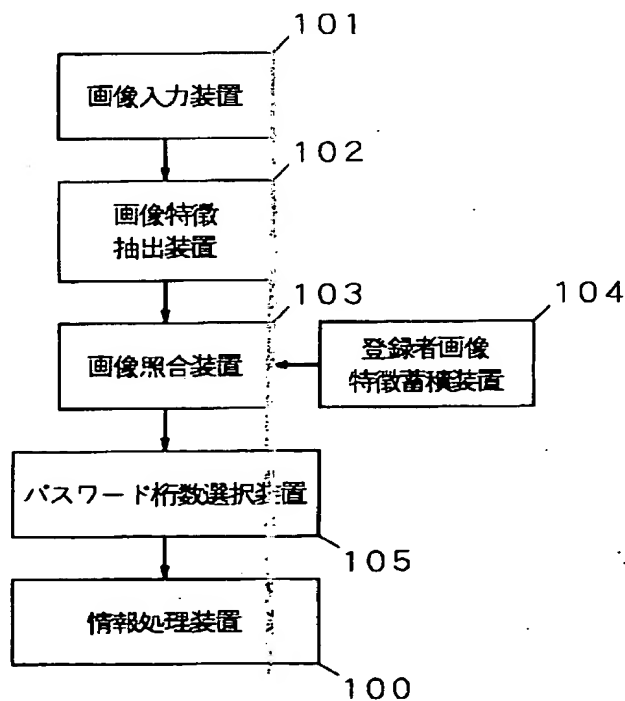 101
画像入力装置
102
画像特徴
抽出装置
103
104
画像照合装置
登録者画像
特徴蓄積装置
パスワード桁数選択装置
105
情報処理装置
100